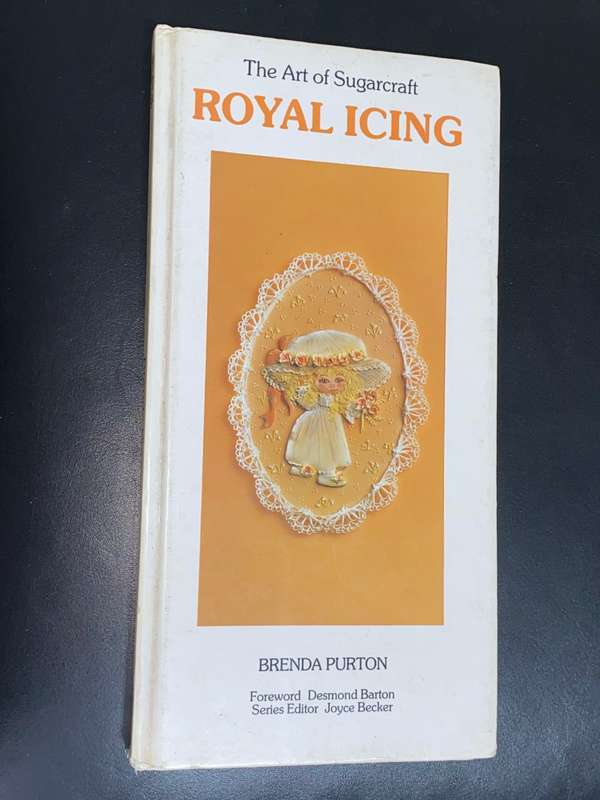 The Art of Sugarcraft
ROYAL ICING
BRENDA PURTON
Foreword Desmond Barton
Series Editor Joyce Becker